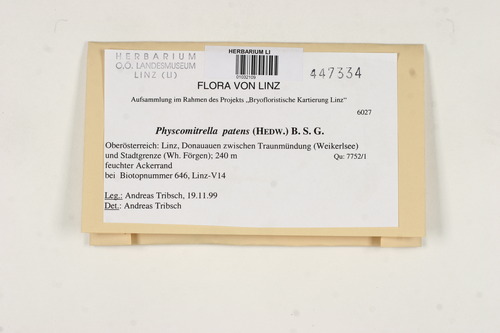 HERBARIUM
O.Ö. LANDESMUSEUM
LINZ (LI)
HERBARIUM LI
01032109
447334
FLORA VON LINZ
Aufsammlung im Rahmen des Projekts „Bryofloristische Kartierung Linz“
6027
Physcomitrella patens (HEDW.) B. S. G.
Oberösterreich: Linz, Donauauen zwischen Traunmündung (Weikerlsee)
und Stadtgrenze (Wh. Förgen); 240 m Qu: 7752/1
feuchter Ackerrand
bei Biotopnummer 646, Linz-V14
Leg.: Andreas Tribsch, 19.11.99
Det.: Andreas Tribsch